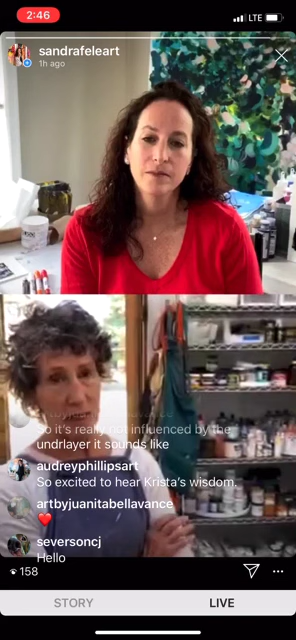 2:46
LTE
sandrafeleart
1h ago
So it's really not influenced by the
undrlayer it sounds like
audreyphillipsart
So excited to hear Krista's wisdom.
artbyjuanitabellavance
❤️
seversoncj
Hello
158
STORY
LIVE